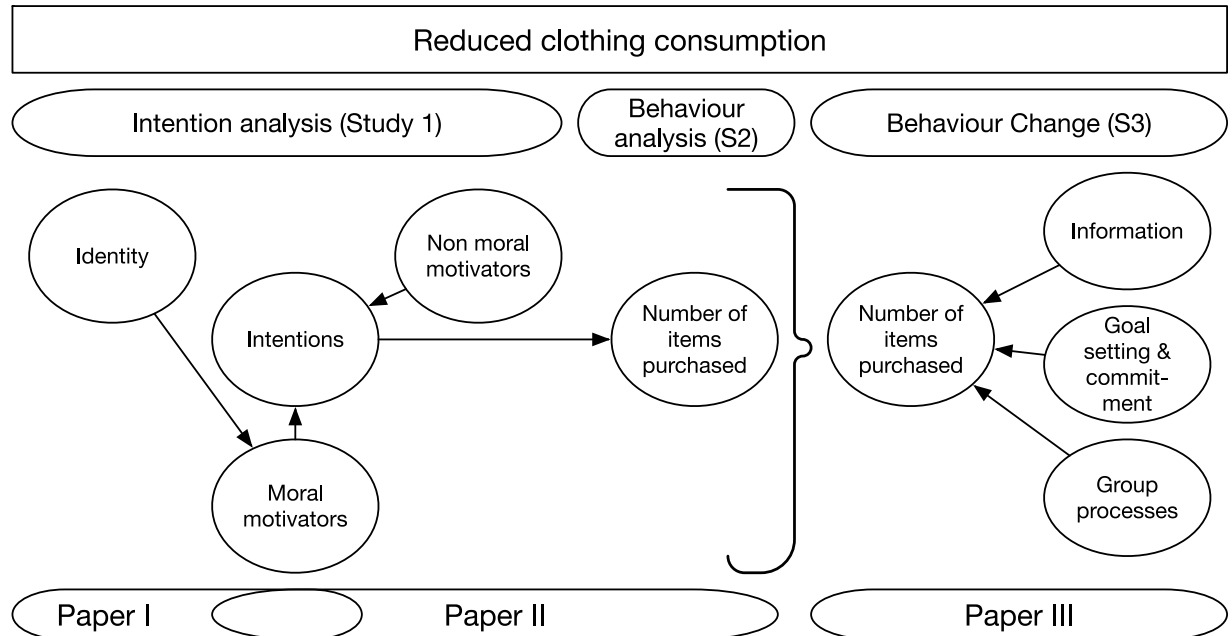 Reduced clothing consumption
Intention analysis (Study 1)
Behaviour
analysis (S2)
Behaviour Change (S3)
Identity
Non moral
motivators
Intentions
Moral
motivators
Number of
items
purchased
Number of
items
purchased
Information
Goal
setting &
commit-
ment
Group
processes
Paper I
Paper II
Paper III